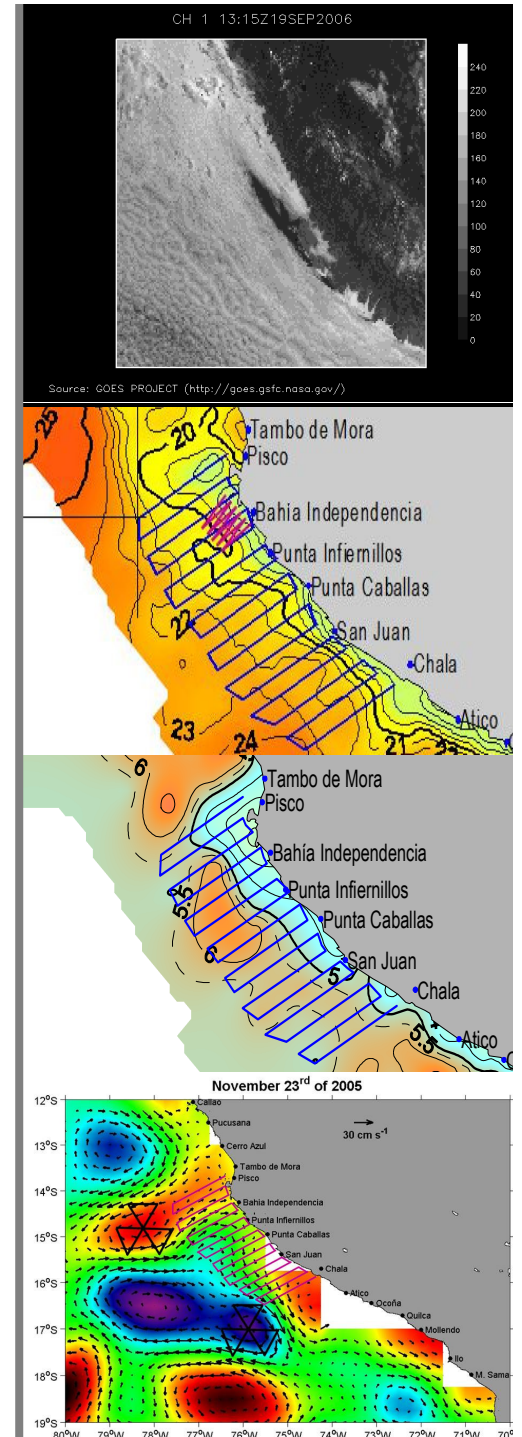 CH 1 13:15Z19SEP2006
240
220
200
180
160
140
120
100
80
60
40
20
0
Source: GOES PROJECT (http://goes.gsfc.nasa.gov/)
25
20
Tambo de Mora
Pisco
Bahia Independencia
Punta Infiernillos
Punta Caballas
22
San Juan
Chala
Atico
23
24
21
6
Tambo de Mora
Pisco
Bahía Independencia
Punta Infiernillos
5.5
Punta Caballas
6
San Juan
5
Chala
5.5
Atico
November 23rd of 2005
12°S
13°S
14°S
15°S
16°S
17°S
18°S
19°S
Callao
Pucusana
30 cm s-1
Cerro Azul
Tambo de Mora
Pisco
Bahia Independencia
Punta Infiernillos
Punta Caballas
San Juan
Chala
Atico
Ocoña
Quilca
Mollendo
Ilo
M. Sama
80°W 79°W 78°W 77°W 76°W 75°W 74°W 73°W 72°W 71°W 70°